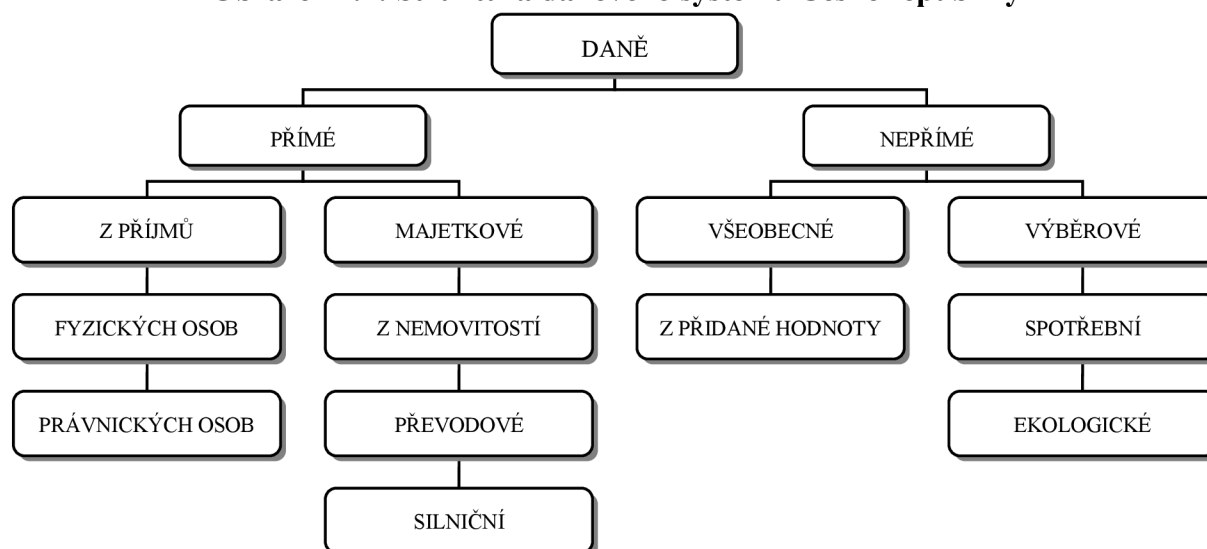 DANĚ
PŘÍMÉ
NEPŘÍMÉ
Z PŘÍJMŮ
MAJETKOVÉ
VŠEOBECNÉ
VÝBĚROVÉ
FYZICKÝCH OSOB
Z NEMOVITOSTÍ
Z PŘIDANÉ HODNOTY
SPOTŘEBNÍ
PRÁVNICKÝCH OSOB
PŘEVODOVÉ
EKOLOGICKÉ
SILNIČNÍ